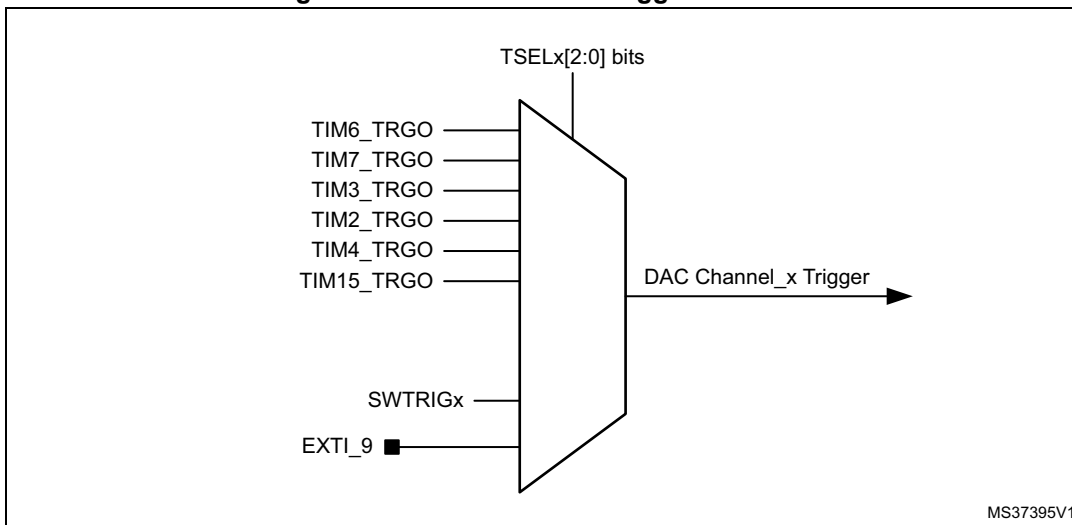 TSELx[2:0] bits
TIM6_TRGO
TIM7_TRGO
TIM3_TRGO
TIM2_TRGO
TIM4_TRGO
TIM15_TRGO
DAC Channel_x Trigger
SWTRIGx
EXTI_9
MS37395V1